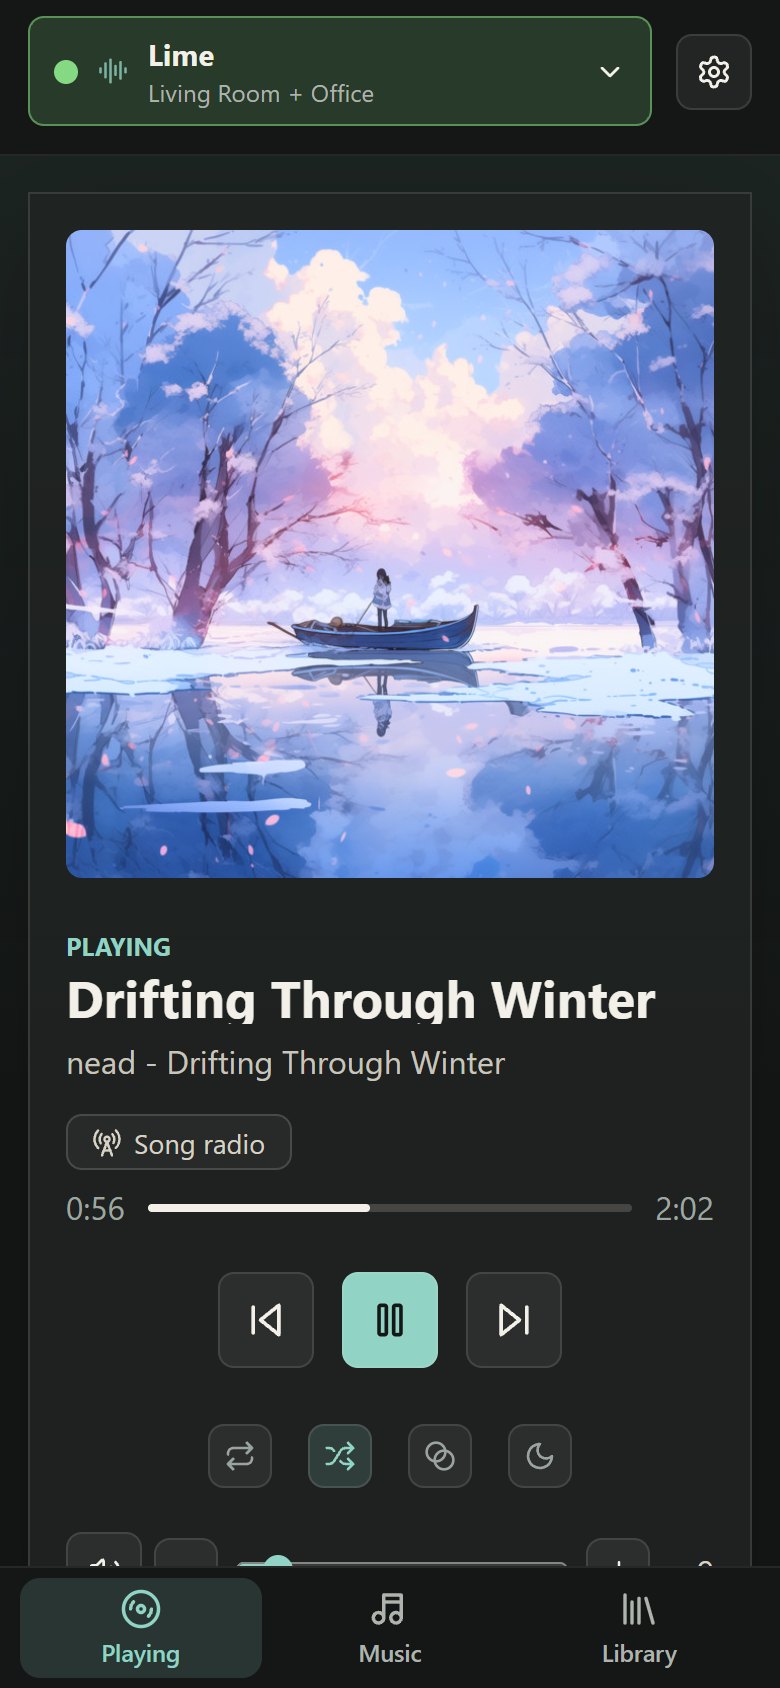 Lime
Living Room + Office
PLAYING
Drifting Through Winter
nead - Drifting Through Winter
Song radio
0:56
2:02
Playing
Music
Library